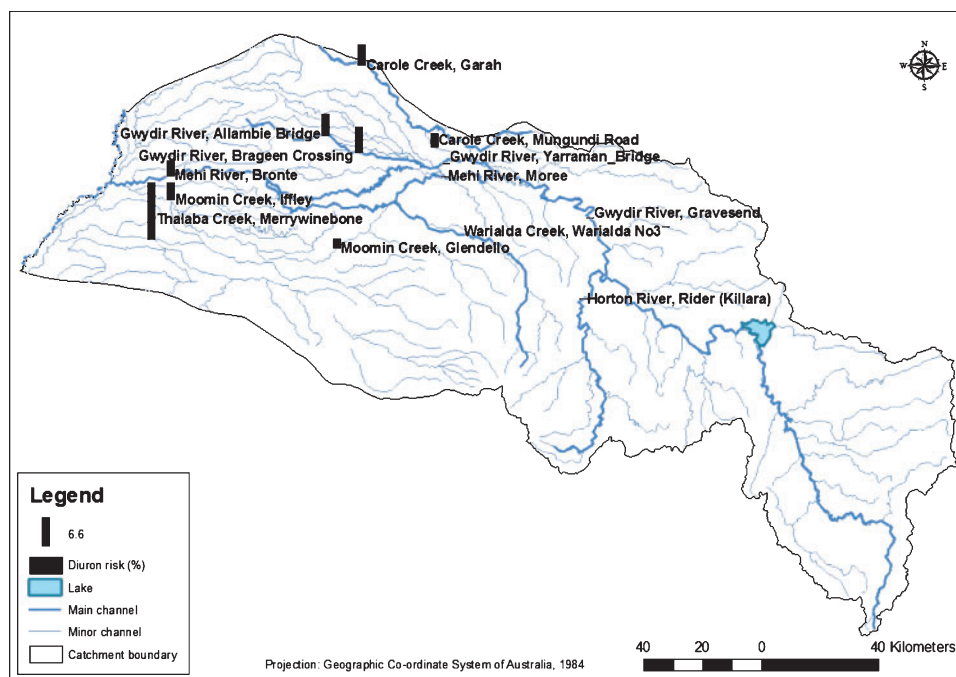 N
W E
S
Carole Creek, Garah
Gwydir River, Allambie Bridge
Carole Creek, Mungundi Road
Gwydir River, Brageen Crossing
Gwydir River, Yarraman_Bridge
Mehi River, Bronte
Mehi River, Moree
Moomin Creek, Iffley
Gwydir River, Gravesend
Thalaba Creek, Merrywinebone
Warialda Creek, Warialda No3
Moomin Creek, Glendello
Horton River, Rider (Killara)
Legend
6.6
Diuron risk (%)
Lake
Main channel
Minor channel
Catchment boundary
Projection: Geographic Co-ordinate System of Australia, 1984
40 20 0 40 Kilometers